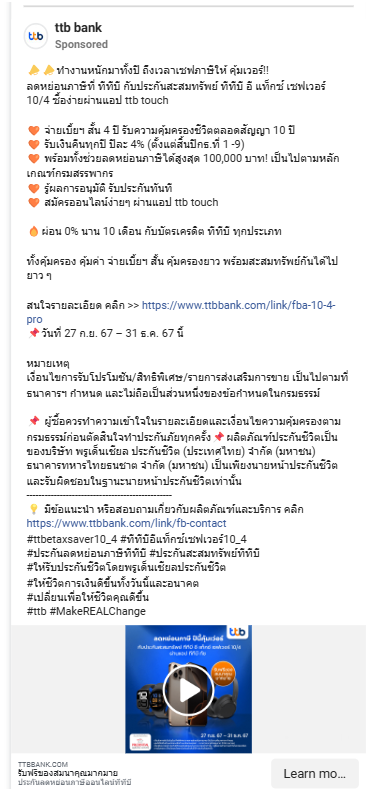 ttb bank
Sponsored
ttb
👉👉ทำงานหนักมาทั้งปี ถึงเวลาเซฟภาษีให้ คุ้มเวอร์!!
ลดหย่อนภาษีที่ ทีทีบี กับประกันสะสมทรัพย์ ทีทีบี อี แท็กซ์ เซฟเวอร์
10/4 ซื้อง่ายผ่านแอป ttb touch
🧡 จ่ายเบี้ยฯ สั้น 4 ปี รับความคุ้มครองชีวิตตลอดสัญญา 10 ปี
🧡 รับเงินคืนทุกปี ปีละ 4% (ตั้งแต่สิ้นปีกธ.ที่ 1 -9)
🧡 พร้อมทั้งช่วยลดหย่อนภาษีได้สูงสุด 100,000 บาท! เป็นไปตามหลัก
เกณฑ์กรมสรรพากร
🧡 รู้ผลการอนุมัติ รับประกันทันที
🧡 สมัครออนไลน์ง่ายๆ ผ่านแอป ttb touch
🔥ผ่อน 0% นาน 10 เดือน กับบัตรเครดิต ทีทีบี ทุกประเภท
ทั้งคุ้มครอง คุ้มค่า จ่ายเบี้ยฯ สั้น คุ้มครองยาว พร้อมสะสมทรัพย์กันได้ไป
ยาว ๆ
สนใจรายละเอียด คลิก >> https://www.ttbbank.com/link/fba-10-4-
pro
📌วันที่ 27 ก.ย. 67 – 31 ธ.ค. 67 นี้
หมายเหตุ
เงื่อนไขการรับโปรโมชัน/สิทธิพิเศษ/รายการส่งเสริมการขาย เป็นไปตามที่
ธนาคารฯ กำหนด และไม่ถือเป็นส่วนหนึ่งของข้อกำหนดในกรมธรรม์
📌 ผู้ซื้อควรทำความเข้าใจในรายละเอียดและเงื่อนไขความคุ้มครองตาม
กรมธรรม์ก่อนตัดสินใจทำประกันภัยทุกครั้ง📌ผลิตภัณฑ์ประกันชีวิตเป็น
ของบริษัท พรูเด็นเชียล ประกันชีวิต (ประเทศไทย) จำกัด (มหาชน)
ธนาคารทหารไทยธนชาต จำกัด (มหาชน) เป็นเพียงนายหน้าประกันชีวิต
และรับผิดชอบในฐานะนายหน้าประกันชีวิตเท่านั้น
------------------------------------------------
💡 มีข้อแนะนำ หรือสอบถามเกี่ยวกับผลิตภัณฑ์และบริการ คลิก
https://www.ttbbank.com/link/fb-contact
#ttbetaxsaver10_4 #ทีทีบีอีแท็กซ์เซฟเวอร์10_4
#ประกันลดหย่อนภาษีทีทีบี #ประกันสะสมทรัพย์ทีทีบี
#ให้รับประกันชีวิตโดยพรูเด็นเชียลประกันชีวิต
#ให้ชีวิตการเงินดีขึ้นทั้งวันนี้และอนาคต
#เปลี่ยนเพื่อให้ชีวิตคุณดีขึ้น
#ttb #MakeREALChange
ttb
ลดหย่อนภาษี ปีนี้คุ้มเวอร์
กับประกันสะสมทรัพย์ ทีทีบี อี แท็กซ์ เซฟเวอร์ 10/4
27 ก.ย. 67 – 31 ธ.ค. 67
TTBBANK.COM
รับฟรีของสมนาคุณมากมาย
ประกันลดหย่อนภาษีออนไลน์ทีทีบี
Learn mo...